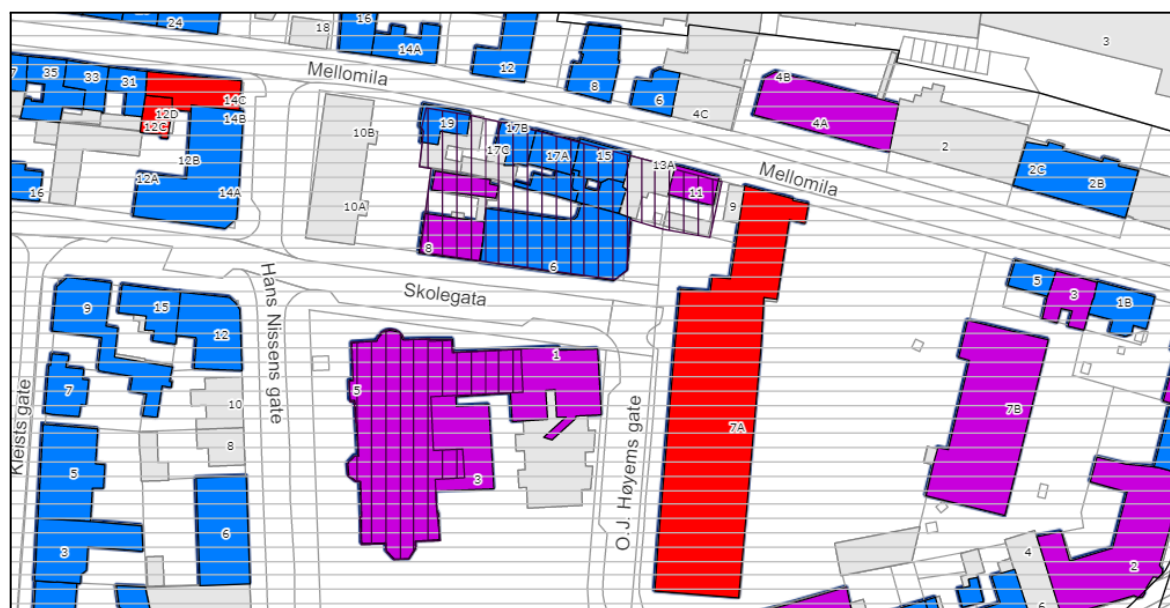 24
16
18
14A
12
8
6
4C
4B
4A
3
2
2C
2B
35
33
31
14C
12D
12C
14B
12B
12A
14A
16
Mellomila
10B
10A
19
17C
17B
17A
15
13A
11
9
Mellomila
8
6
Skolegata
Hans Nissens gate
9
15
12
7
10
8
5
3
6
Kleists gate
5
1
3
O.J. Høyems gate
7A
5
3
1B
7B
4
2